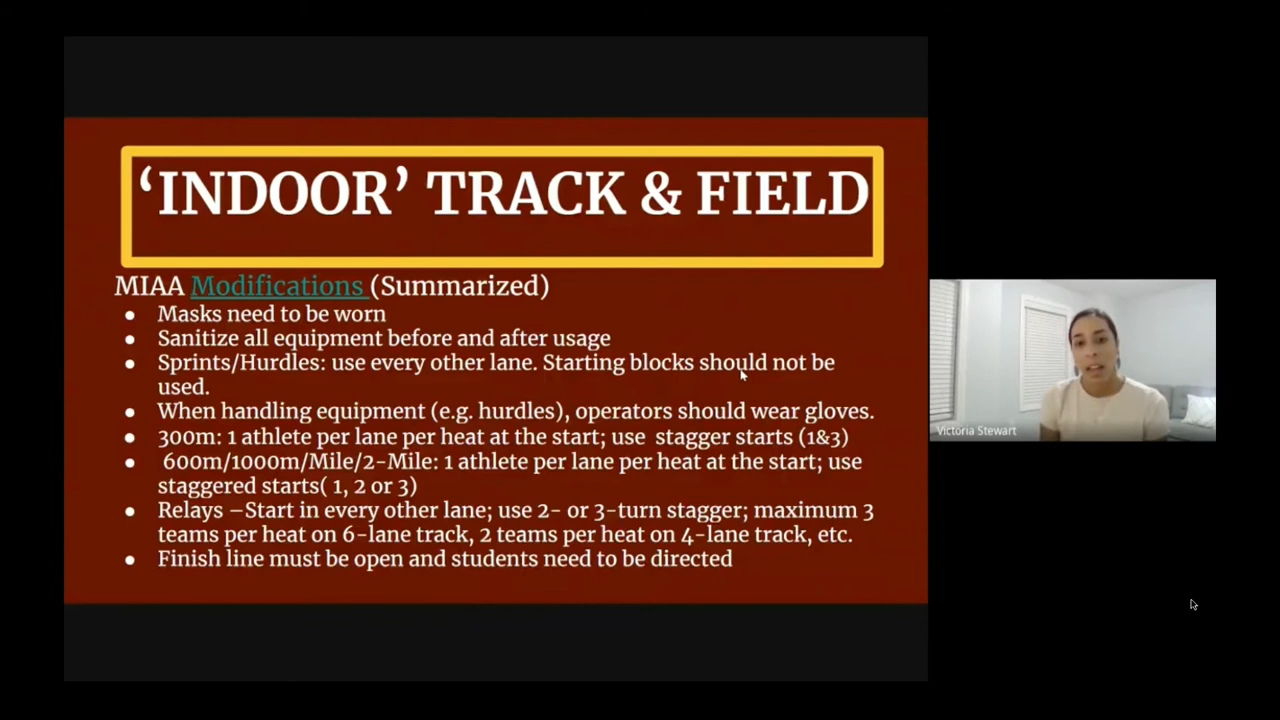 ‘INDOOR’ TRACK & FIELD
MIAA Modifications (Summarized)
● Masks need to be worn
● Sanitize all equipment before and after usage
● Sprints/Hurdles: use every other lane. Starting blocks should not be
used.
● When handling equipment (e.g. hurdles), operators should wear gloves.
● 300m: 1 athlete per lane per heat at the start; use  stagger starts (1&3)
● 600m/1000m/Mile/2-Mile: 1 athlete per lane per heat at the start; use
staggered starts( 1, 2 or 3)
● Relays –Start in every other lane; use 2- or 3-turn stagger; maximum 3
teams per heat on 6-lane track, 2 teams per heat on 4-lane track, etc.
● Finish line must be open and students need to be directed
Victoria Stewart